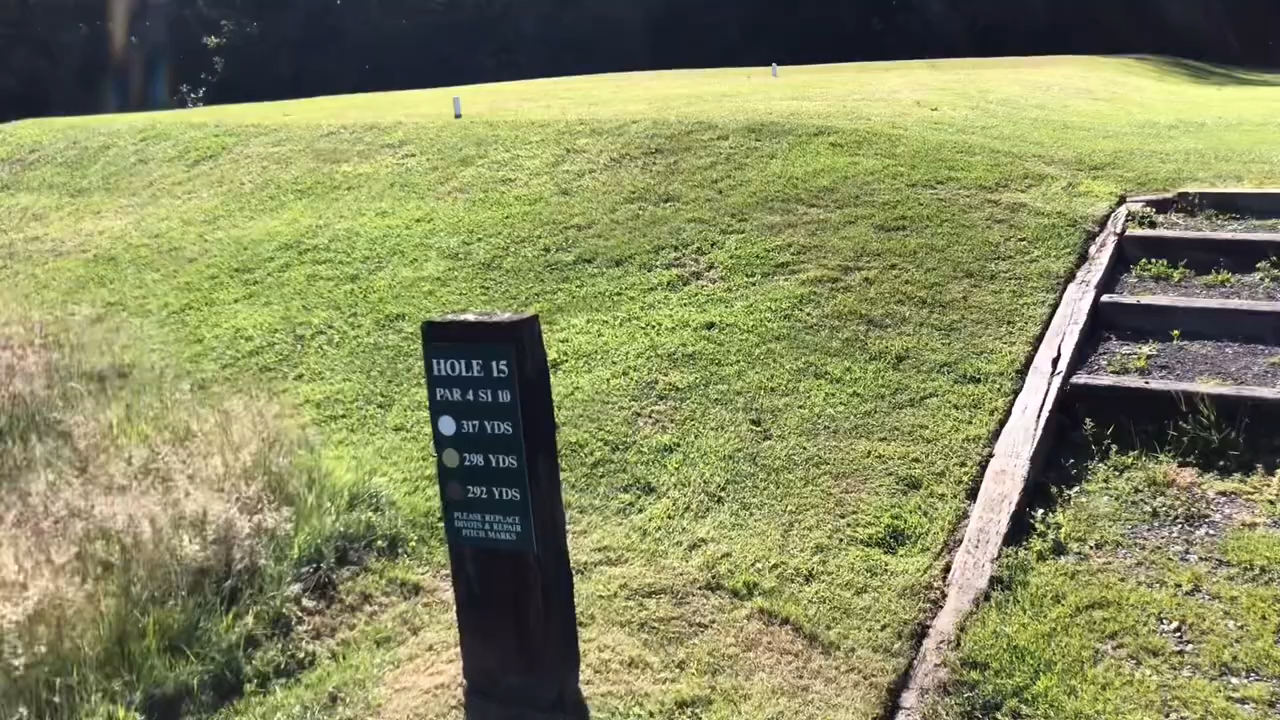 HOLE 15
PAR 4 SI 10
317 YDS
298 YDS
292 YDS
PLEASE REPLACE
DIVOTS & REPAIR
PITCH MARKS